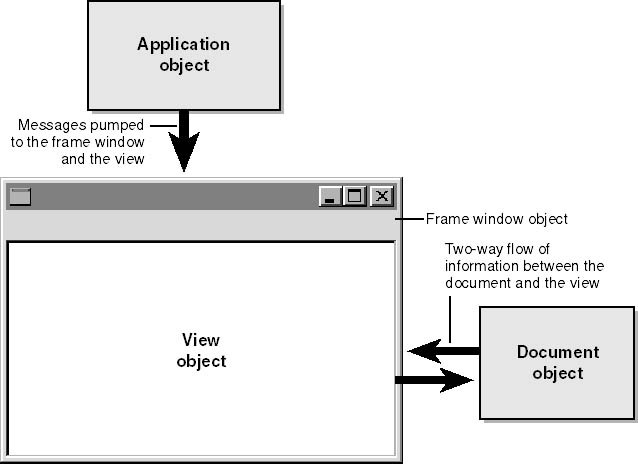 Application
object
Messages pumped
to the frame window
and the view
Frame window object
Two-way flow of
information between the
document and the view
View
object
Document
object